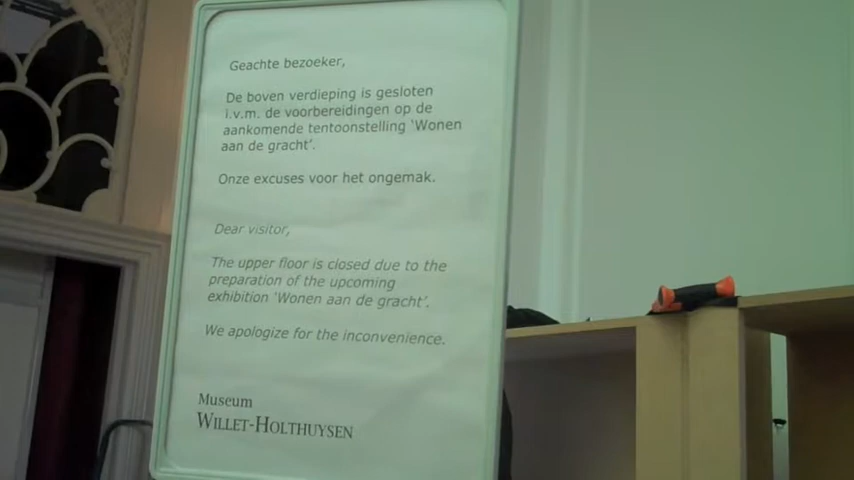 Geachte bezoeker,
De boven verdieping is gesloten
i.v.m. de voorbereidingen op de
aankomende tentoonstelling ‘Wonen
aan de gracht’.
Onze excuses voor het ongemak.
Dear visitor,
The upper floor is closed due to the
preparation of the upcoming
exhibition ‘Wonen aan de gracht’.
We apologize for the inconvenience.
Museum
WILLET-HOLTHUYSEN